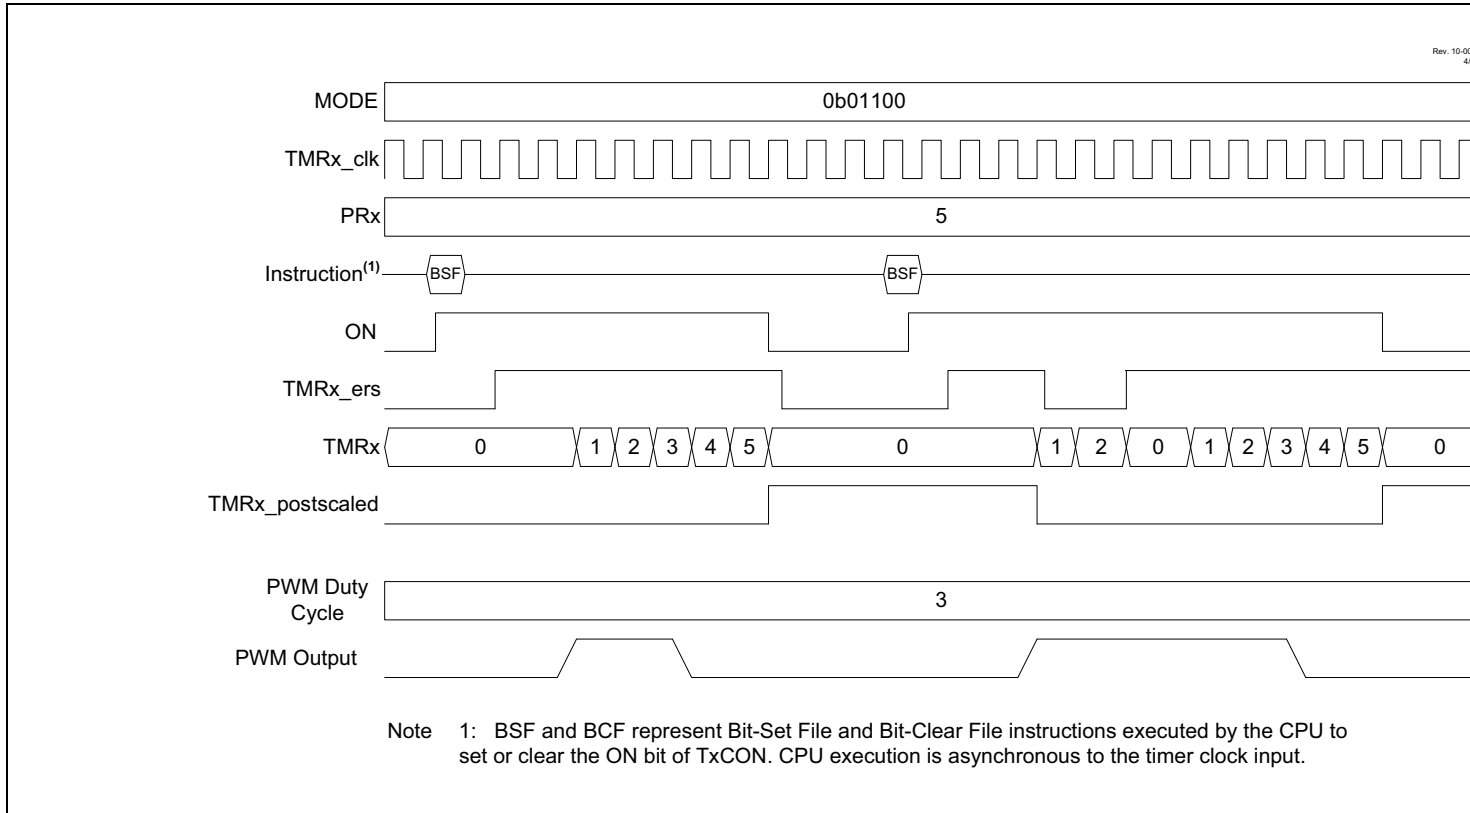 Rev. 10-00
4/
MODE 0b01100
TMRx_clk
PRx 5
Instruction(1) BSF BSF
ON
TMRx_ers
TMRx 0 1 2 3 4 5 0 1 2 0 1 2 3 4 5 0
TMRx_postscaled
PWM Duty
Cycle 3
PWM Output
Note 1: BSF and BCF represent Bit-Set File and Bit-Clear File instructions executed by the CPU to
set or clear the ON bit of TxCON. CPU execution is asynchronous to the timer clock input.